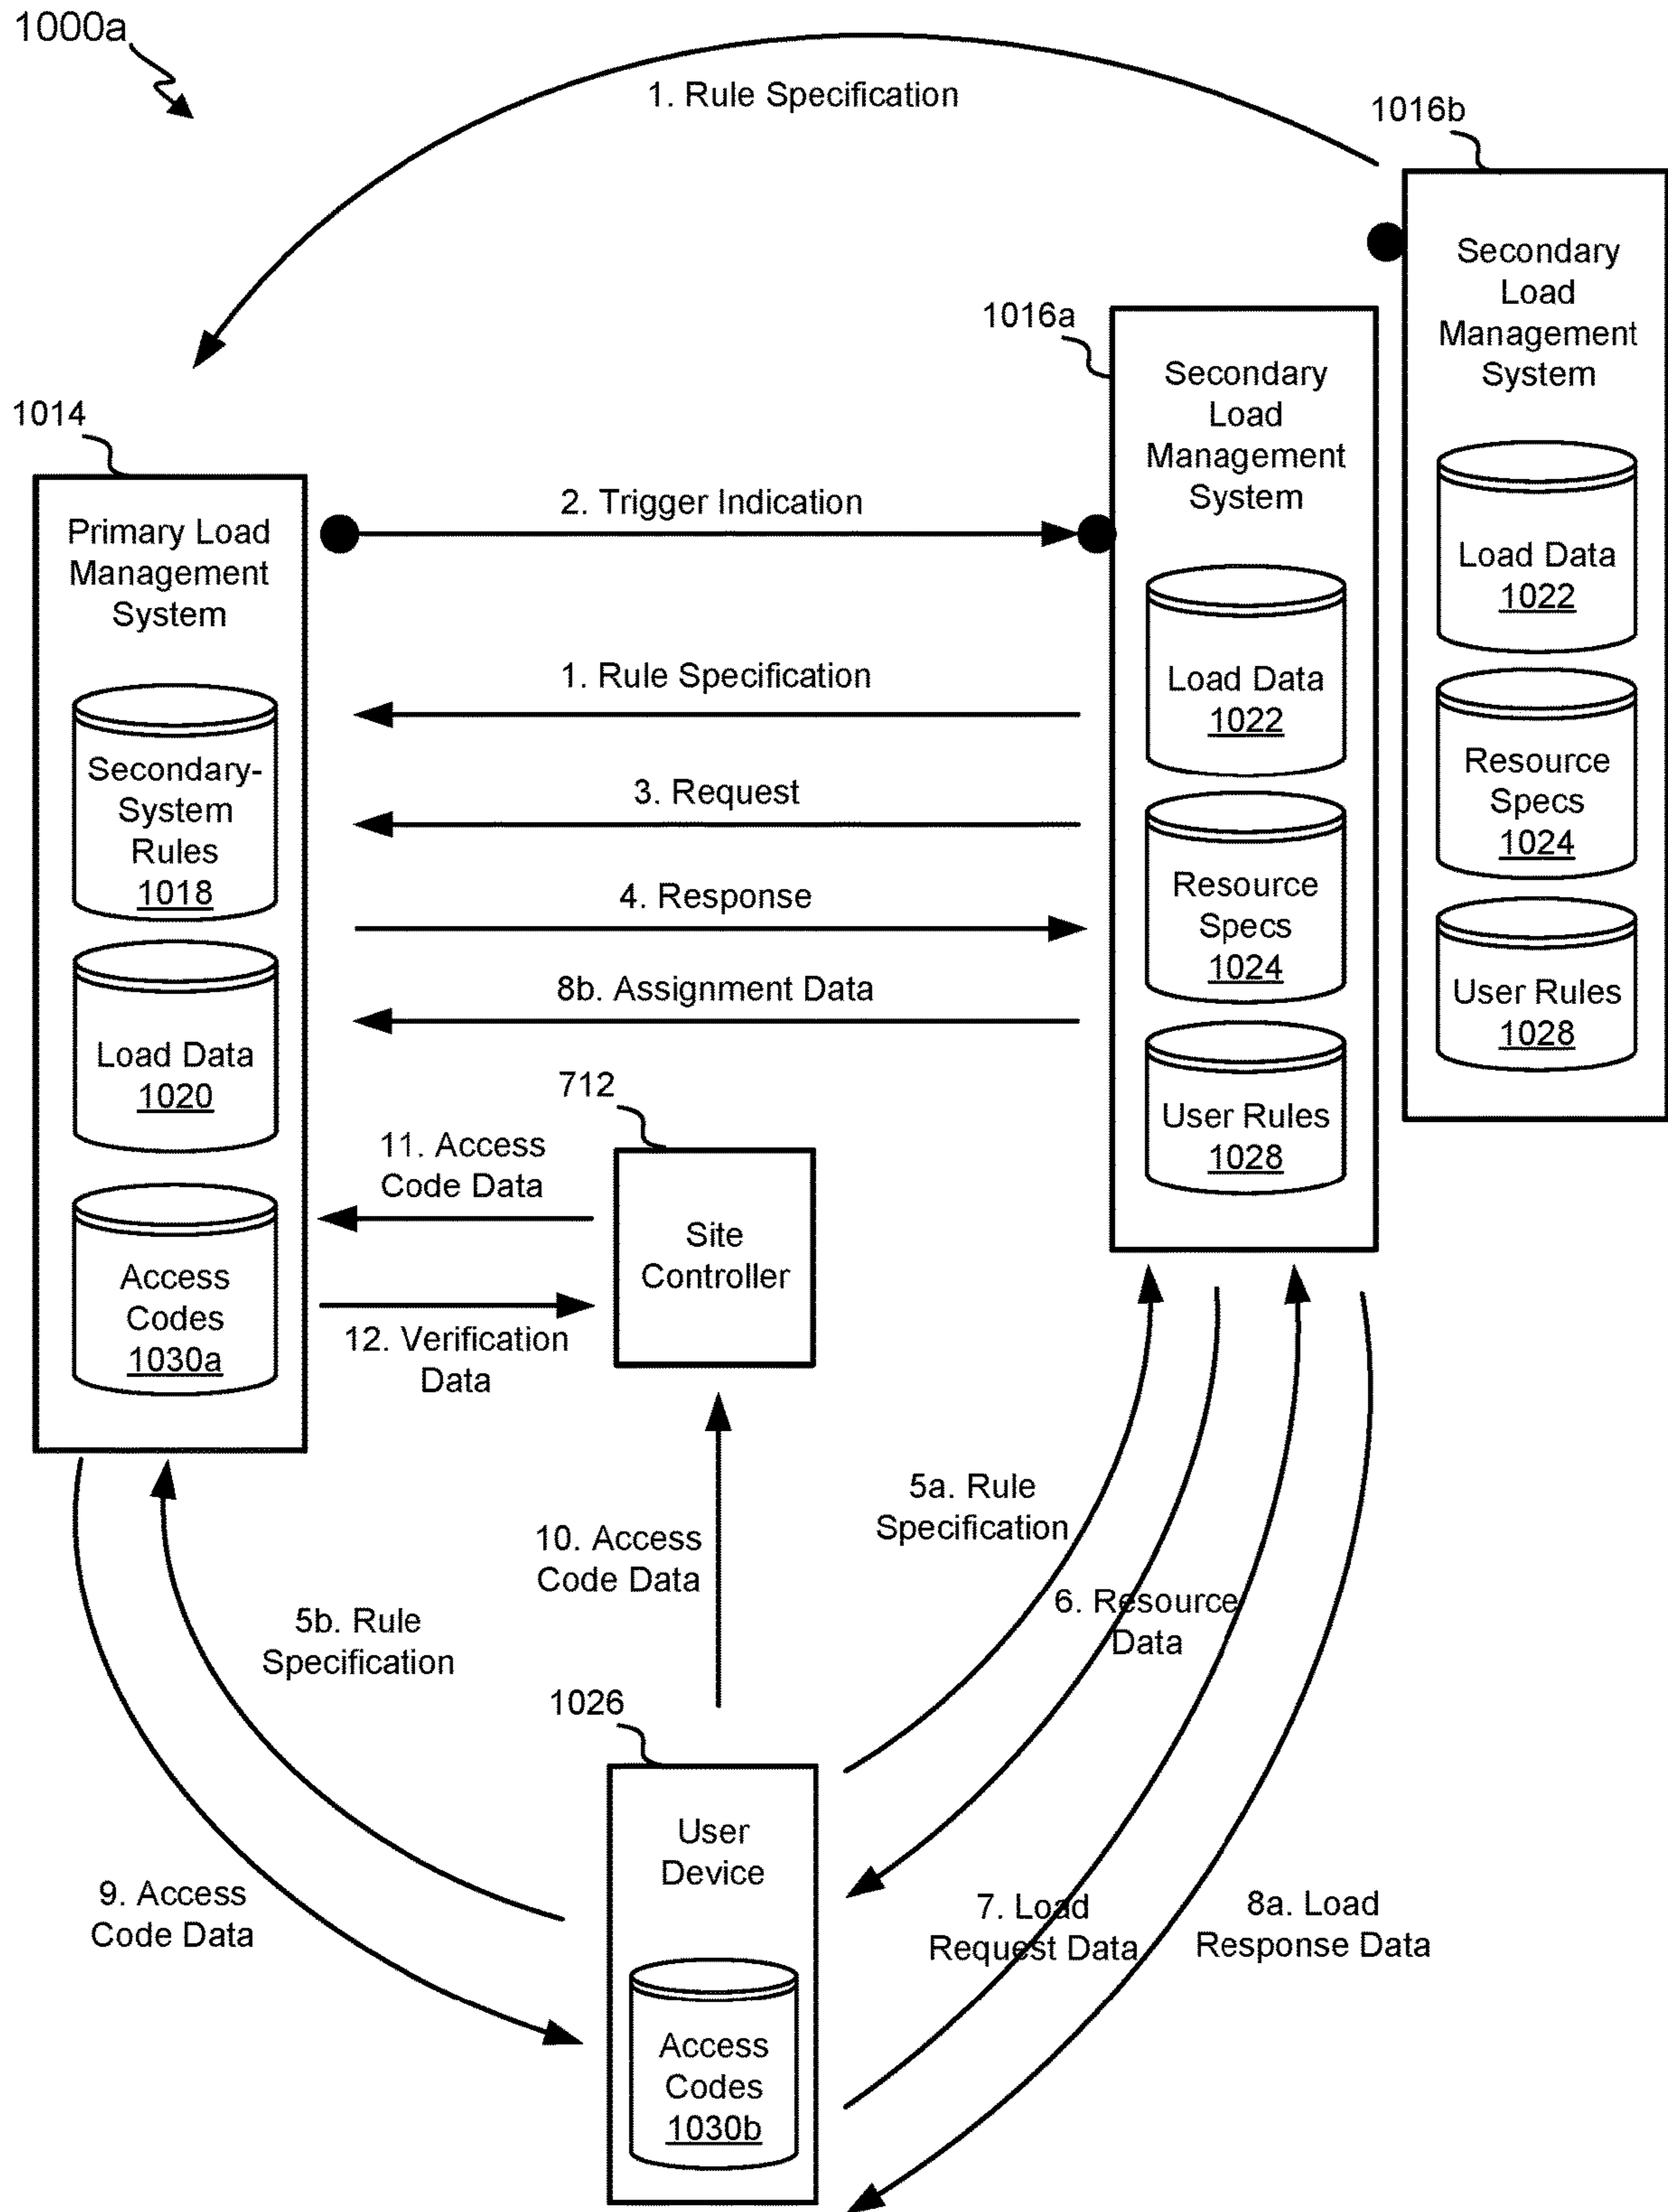 1000a
1. Rule Specification
1016b
Secondary
Load
Management
System
Load Data
1022
Resource
Specs
1024
User Rules
1028
1016a
Secondary
Load
Management
System
Load Data
1022
Resource
Specs
1024
User Rules
1028
1014
Primary Load
Management
System
Secondary-
System
Rules
1018
Load Data
1020
Access
Codes
1030a
2. Trigger Indication
1. Rule Specification
3. Request
4. Response
8b. Assignment Data
712
Site
Controller
11. Access
Code Data
12. Verification
Data
10. Access
Code Data
5a. Rule
Specification
6. Resource
Data
5b. Rule
Specification
1026
User
Device
Access
Codes
1030b
9. Access
Code Data
7. Load
Request Data
8a. Load
Response Data